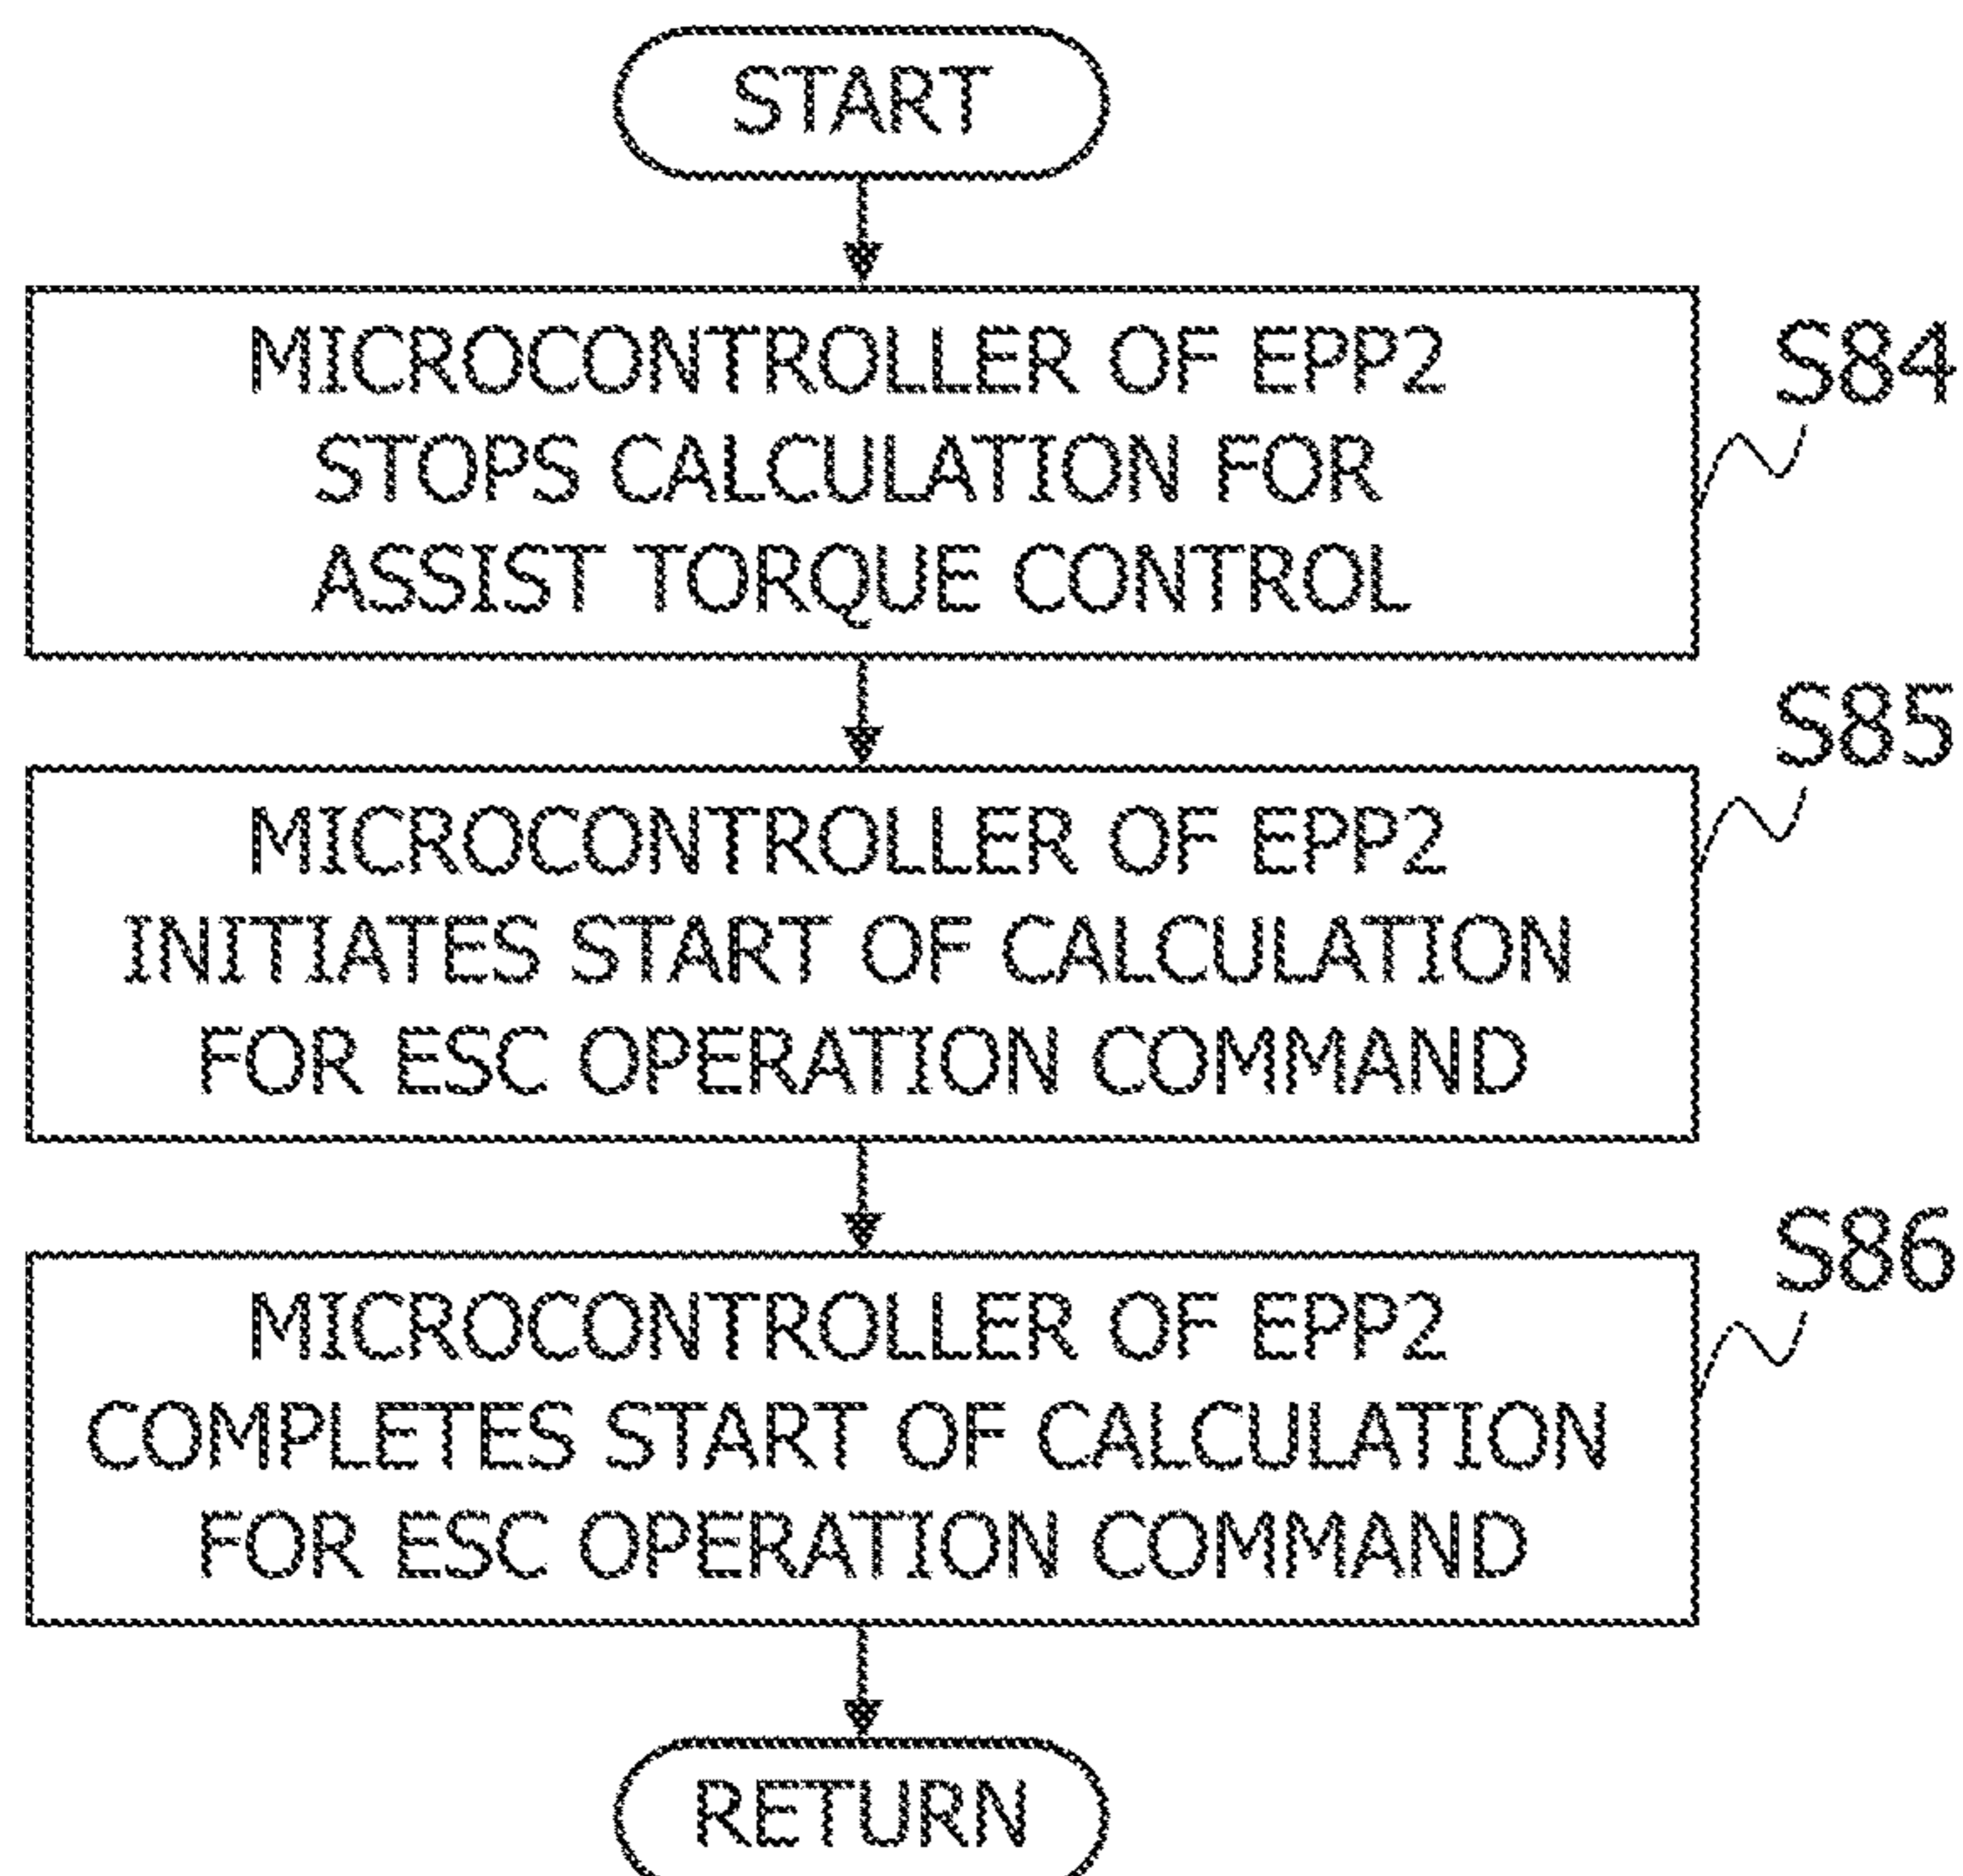 START
MICROCONTROLLER OF EPP2
STOPS CALCULATION FOR
ASSIST TORQUE CONTROL
S84
MICROCONTROLLER OF EPP2
INITIATES START OF CALCULATION
FOR ESC OPERATION COMMAND
S85
MICROCONTROLLER OF EPP2
COMPLETES START OF CALCULATION
FOR ESC OPERATION COMMAND
S86
RETURN